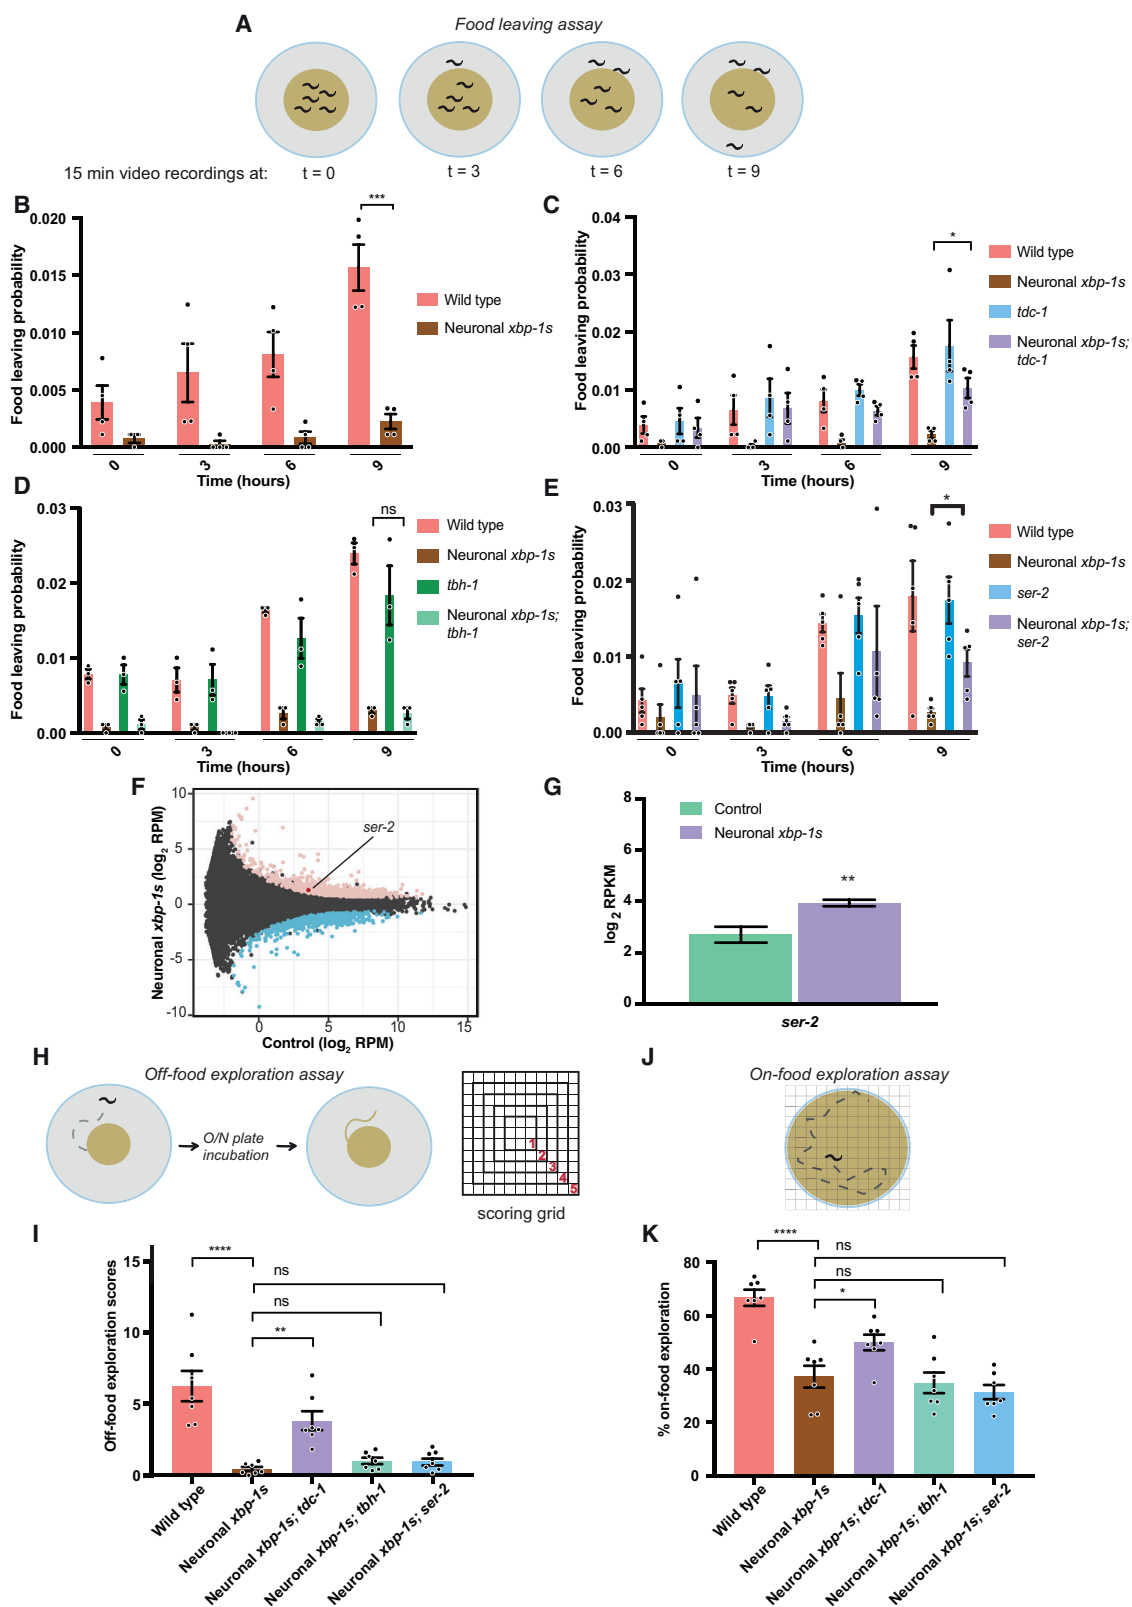 A
Food leaving assay
15 min video recordings at:
t = 0
t = 3
t = 6
t = 9
B
Food leaving probability
0.020
0.015
0.010
0.005
0.000
***
0
3
6
9
Time (hours)
Wild type
Neuronal xbp-1s
C
Food leaving probability
0.04
0.03
0.02
0.01
0.00
*
0
3
6
9
Time (hours)
Wild type
Neuronal xbp-1s
tdc-1
Neuronal xbp-1s;
tdc-1
D
Food leaving probability
0.03
0.02
0.01
0.00
ns
0
3
6
9
Time (hours)
Wild type
Neuronal xbp-1s
tbh-1
Neuronal xbp-1s;
tbh-1
E
Food leaving probability
0.03
0.02
0.01
0.00
*
0
3
6
9
Time (hours)
Wild type
Neuronal xbp-1s
ser-2
Neuronal xbp-1s;
ser-2
F
Neuronal xbp-1s (log2 RPM)
10
5
0
-5
-10
ser-2
0
5
10
15
Control (log2 RPM)
G
log2 RPKM
8
6
4
2
0
Control
Neuronal xbp-1s
**
ser-2
H
Off-food exploration assay
O/N plate
incubation
1
2
3
4
5
scoring grid
J
On-food exploration assay
I
Off-food exploration scores
15
10
5
0
****
ns
ns
**
Wild type
Neuronal xbp-1s
Neuronal xbp-1s; tdc-1
Neuronal xbp-1s; tbh-1
Neuronal xbp-1s; ser-2
K
% on-food exploration
80
60
40
20
0
****
ns
ns
*
Wild type
Neuronal xbp-1s
Neuronal xbp-1s; tdc-1
Neuronal xbp-1s; tbh-1
Neuronal xbp-1s; ser-2